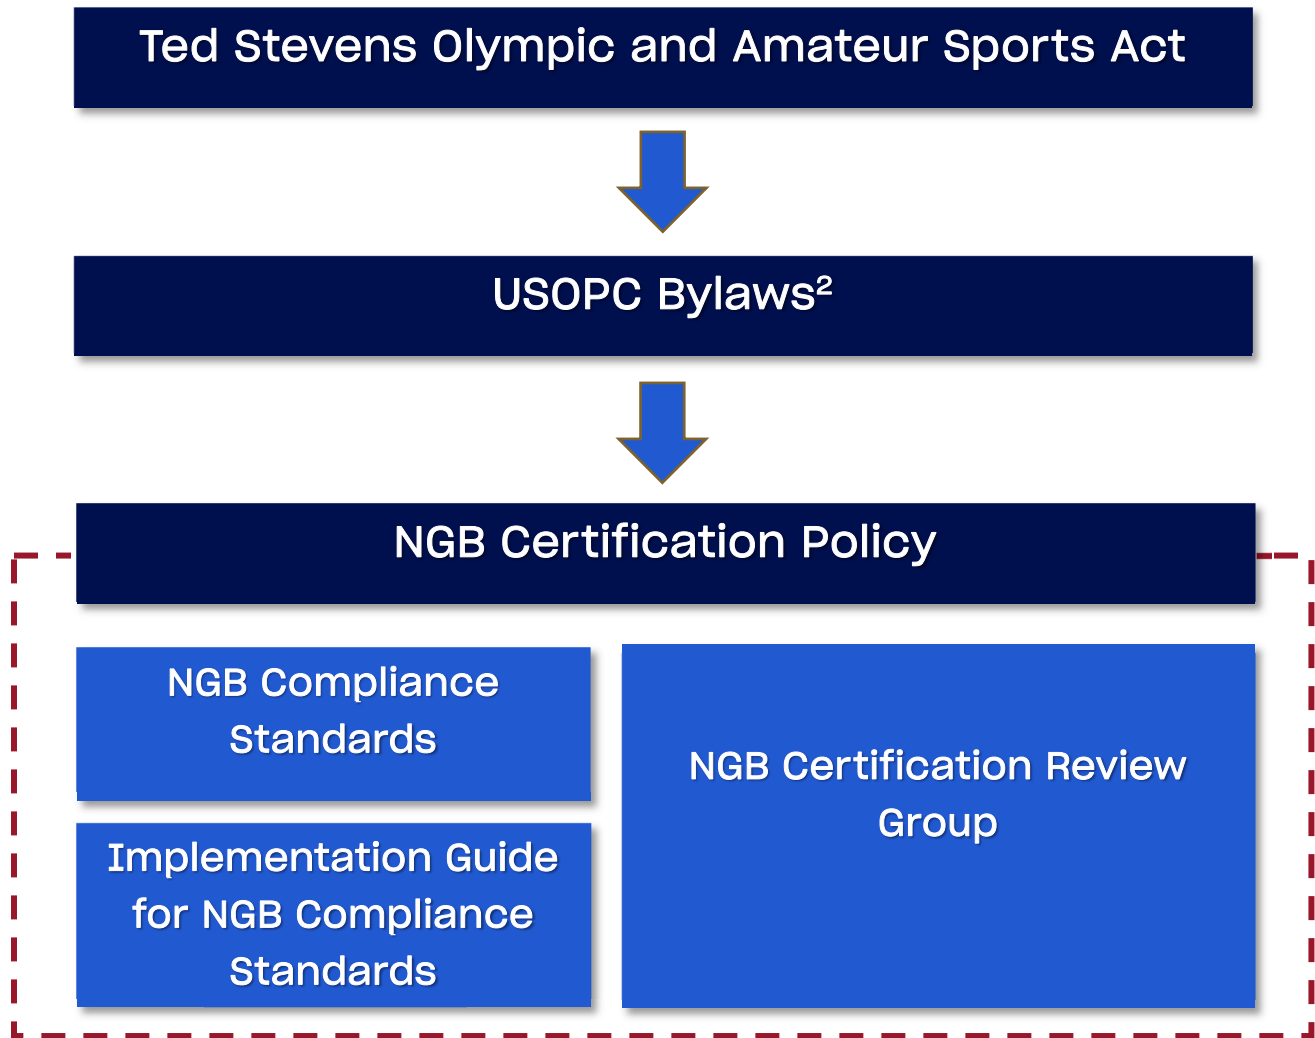 Ted Stevens Olympic and Amateur Sports Act
USOPC Bylaws²
NGB Certification Policy
NGB Compliance
Standards
Implementation Guide
for NGB Compliance
Standards
NGB Certification Review
Group